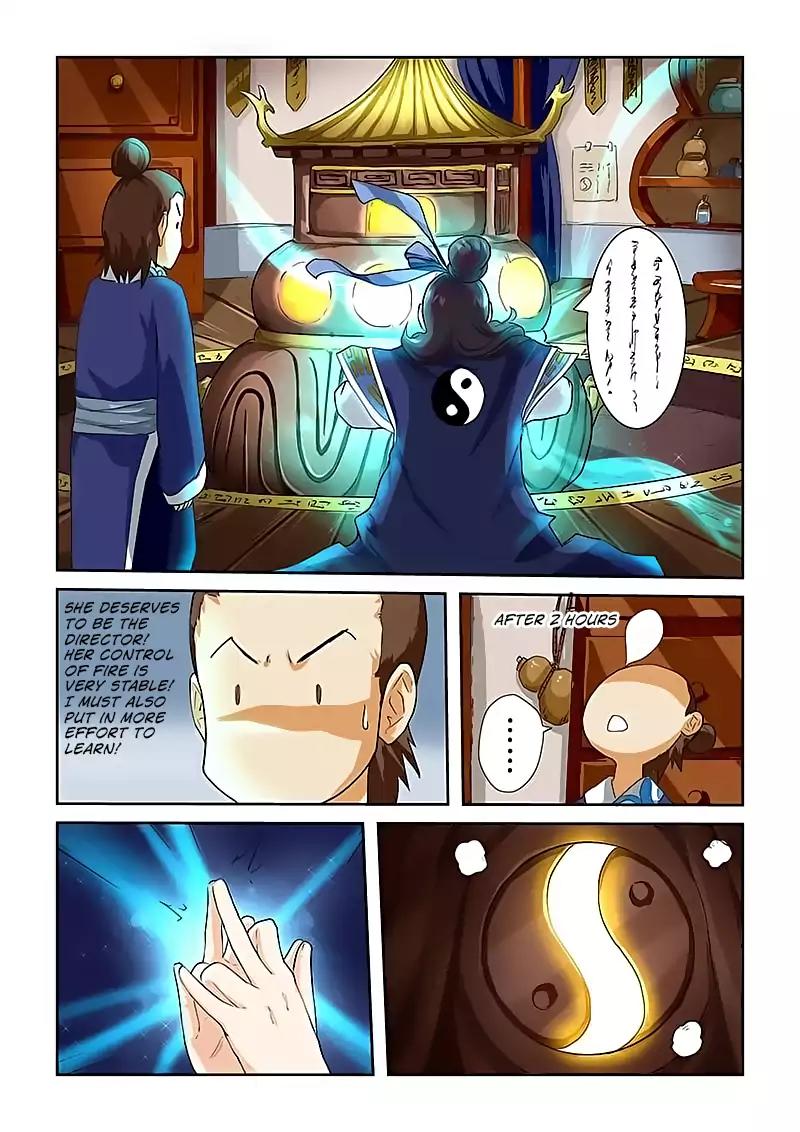 SHE DESERVES
TO BE THE
DIRECTOR!
HER CONTROL
OF FIRE IS
VERY STABLE!
I MUST ALSO
PUT IN MORE
EFFORT TO
LEARN!
AFTER 2 HOURS
......